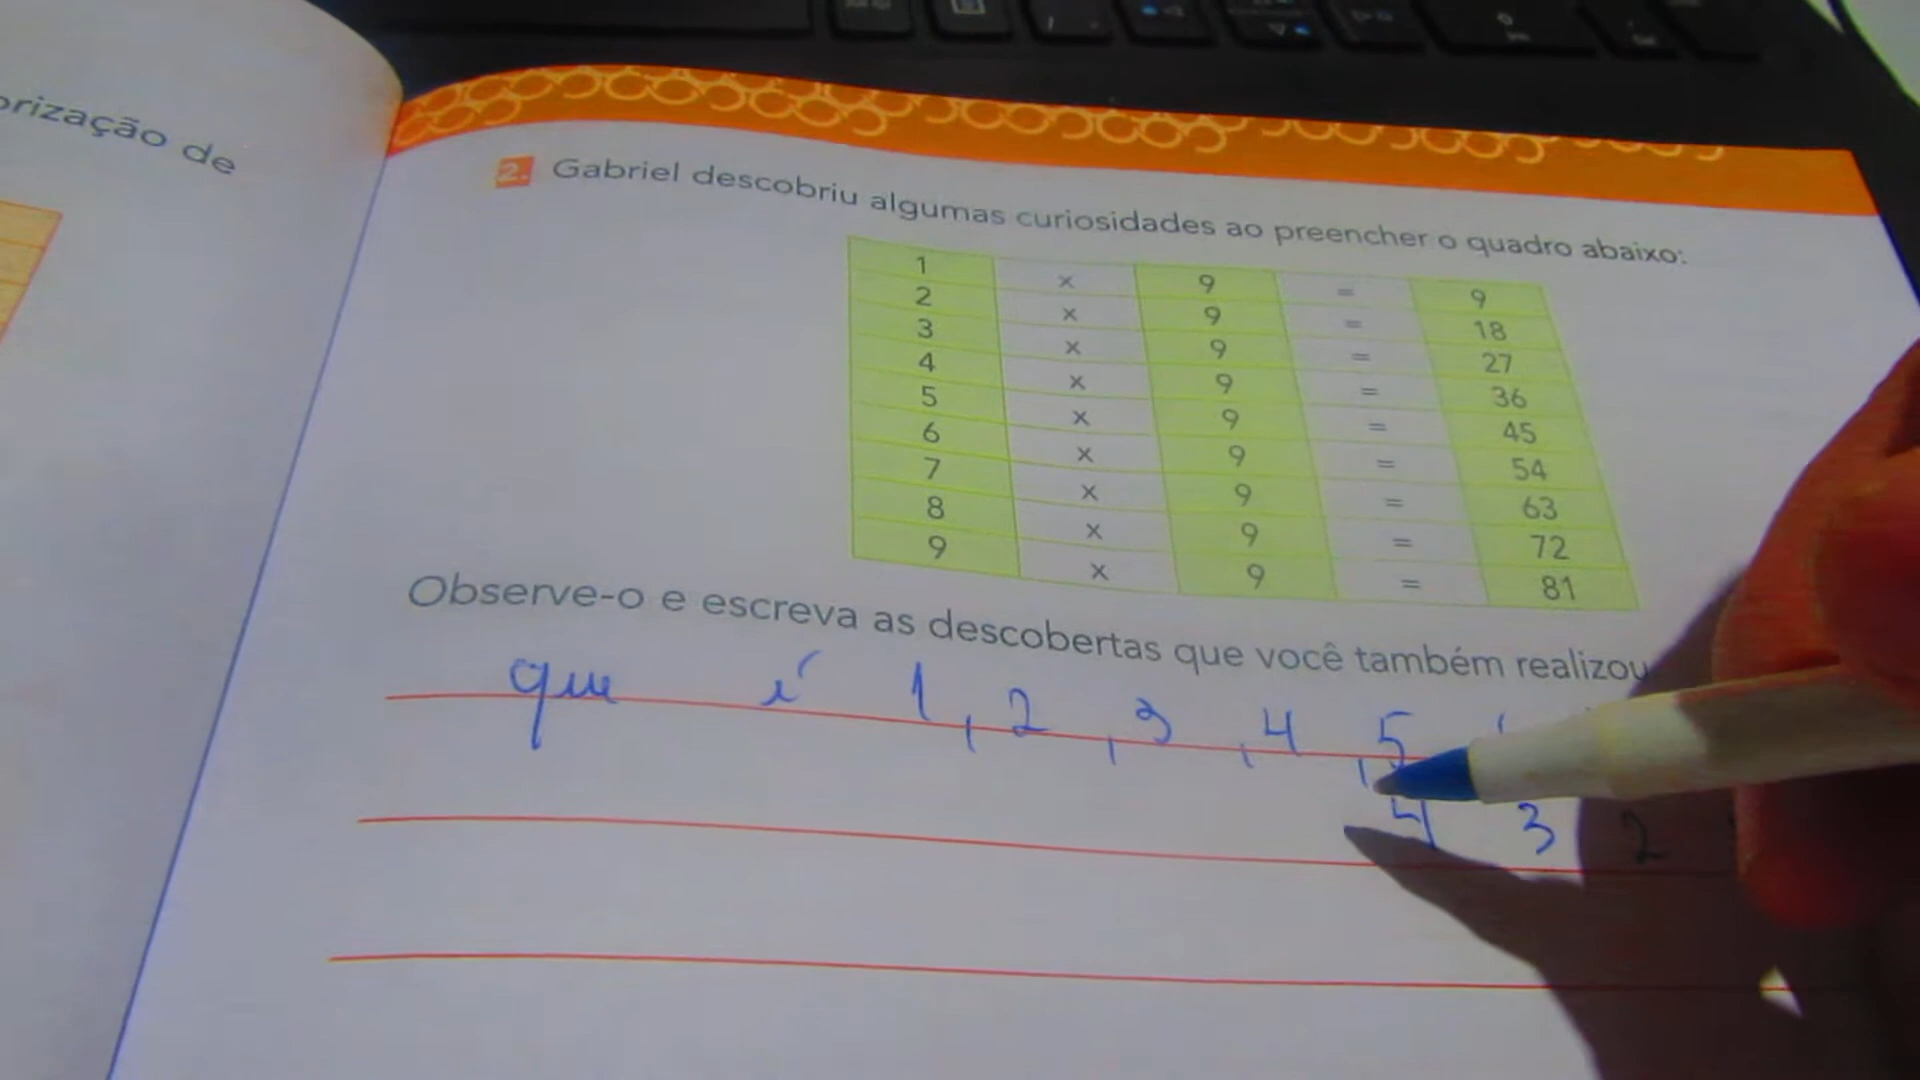 orização de
2. Gabriel descobriu algumas curiosidades ao preencher o quadro abaixo:
1 x 9 = 9
2 x 9 = 18
3 x 9 = 27
4 x 9 = 36
5 x 9 = 45
6 x 9 = 54
7 x 9 = 63
8 x 9 = 72
9 x 9 = 81
Observe-o e escreva as descobertas que você também realizou
que é 1, 2, 3, 4, 5
4 3 2